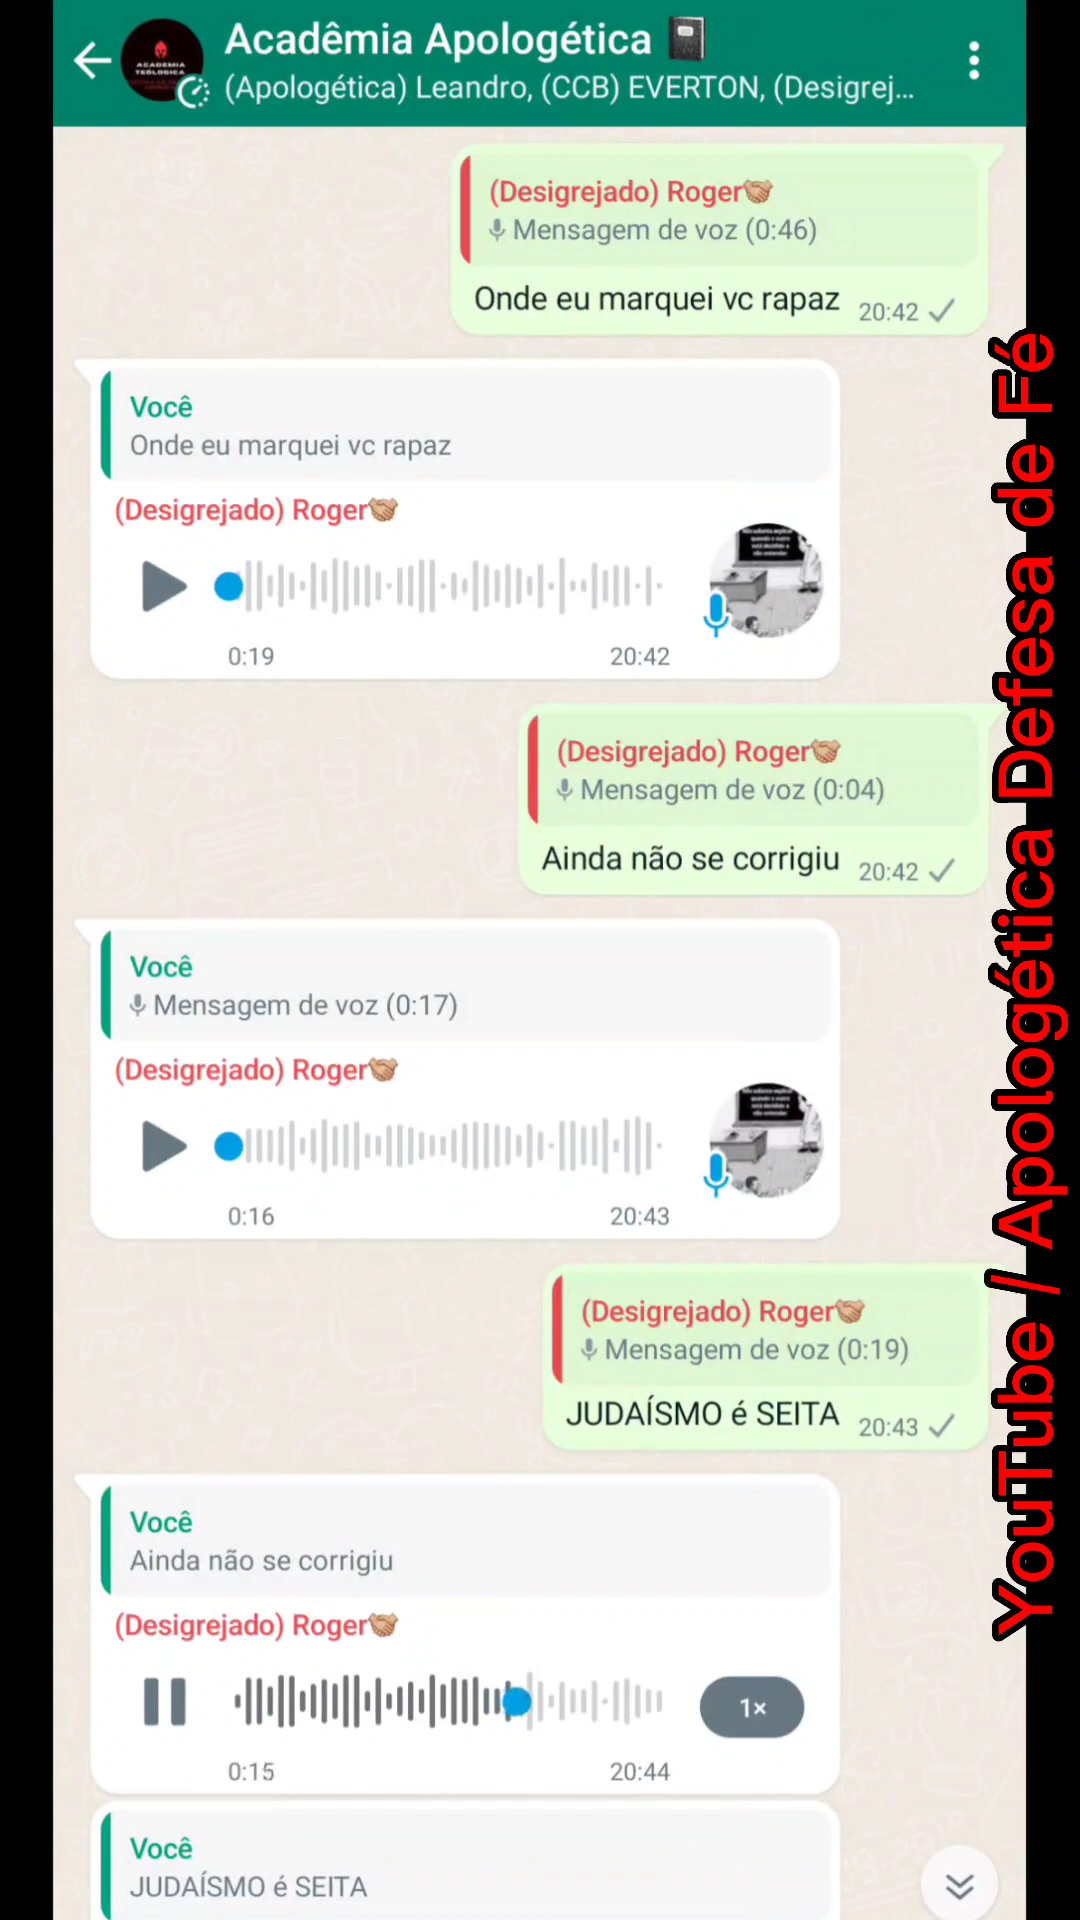 Acadêmia Apologética
(Apologética) Leandro, (CCB) EVERTON, (Desigrej...
ACADEMIA
TEOLOGICA
(Desigrejado) Roger
Mensagem de voz (0:46)
Onde eu marquei vc rapaz 20:42
Você
Onde eu marquei vc rapaz
(Desigrejado) Roger
0:19 20:42
(Desigrejado) Roger
Mensagem de voz (0:04)
Ainda não se corrigiu 20:42
Você
Mensagem de voz (0:17)
(Desigrejado) Roger
0:16 20:43
(Desigrejado) Roger
Mensagem de voz (0:19)
JUDAÍSMO é SEITA 20:43
Você
Ainda não se corrigiu
(Desigrejado) Roger
1×
0:15 20:44
Você
JUDAÍSMO é SEITA
YouTube / Apologética Defesa de Fé